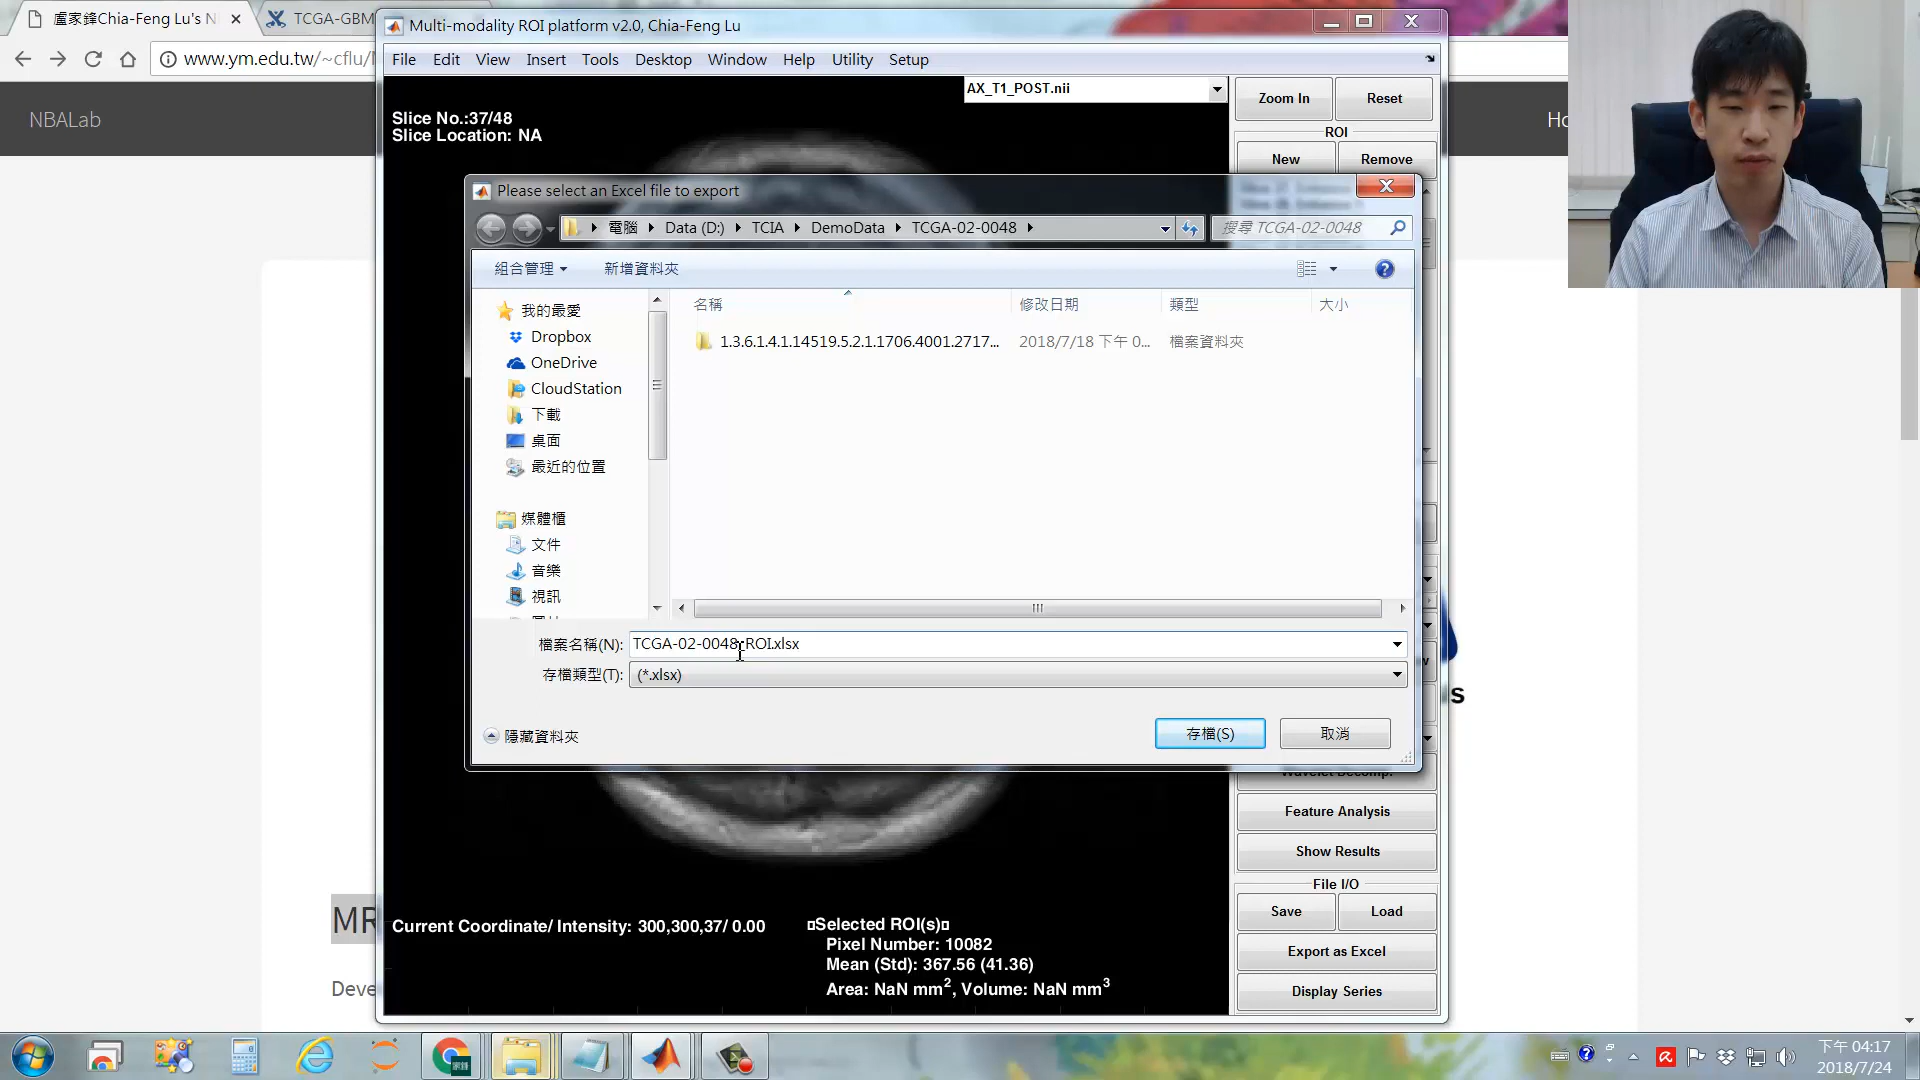 盧家鋒Chia-Feng Lu's N
TCGA-GBM
www.ym.edu.tw/~cflu/
NBALab
Ho
Multi-modality ROI platform v2.0, Chia-Feng Lu
File Edit View Insert Tools Desktop Window Help Utility Setup
AX_T1_POST.nii
Slice No.:37/48
Slice Location: NA
Zoom In
Reset
ROI
New
Remove
Please select an Excel file to export
電腦 Data (D:) TCIA DemoData TCGA-02-0048
搜尋 TCGA-02-0048
組合管理
新增資料夾
我的最愛
Dropbox
OneDrive
CloudStation
下載
桌面
最近的位置
媒體櫃
文件
音樂
視訊
名稱 修改日期 類型 大小
1.3.6.1.4.1.14519.5.2.1.1706.4001.2717... 2018/7/18 下午 0... 檔案資料夾
檔案名稱(N): TCGA-02-0048-ROI.xlsx
存檔類型(T): (*.xlsx)
隱藏資料夾
存檔(S)
取消
Feature Analysis
Show Results
File I/O
Save
Load
Export as Excel
Display Series
Current Coordinate/ Intensity: 300,300,37/ 0.00
Selected ROI(s)
Pixel Number: 10082
Mean (Std): 367.56 (41.36)
Area: NaN mm2, Volume: NaN mm3
MR
Deve
s
下午 04:17
2018/7/24